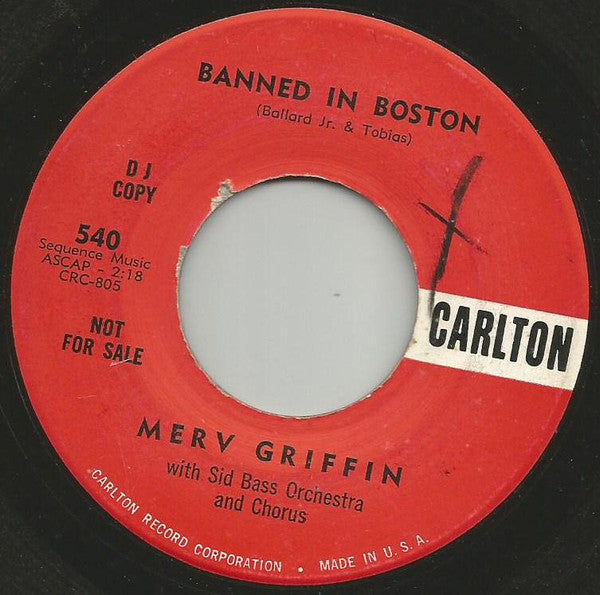 BANNED IN BOSTON
(Ballard Jr. & Tobias)
D J
COPY
540
Sequence Music
ASCAP - 2:18
CRC-805
NOT
FOR SALE
CARLTON
MERV GRIFFIN
with Sid Bass Orchestra
and Chorus
CARLTON RECORD CORPORATION • MADE IN U.S.A.